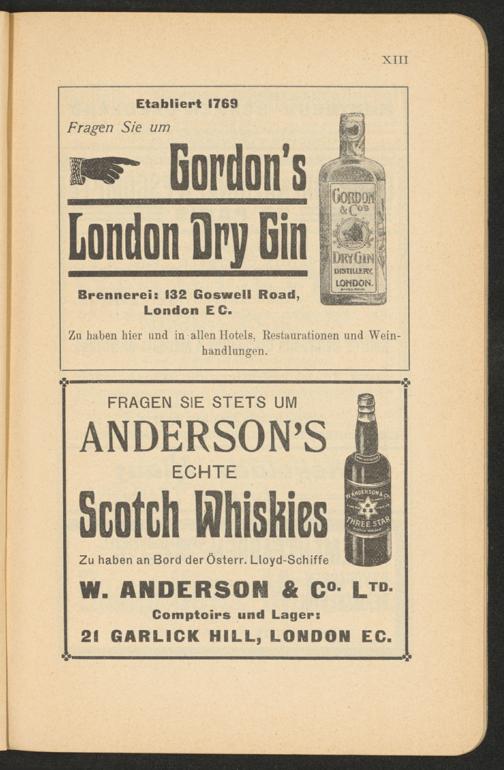 XIII
Etabliert 1769
Fragen Sie um
Gordon's
London Dry Gin
GORDON
& Co's
DRY GIN
DISTILLERY.
LONDON.
Brennerei: 132 Goswell Road,
London EC.
Zu haben hier und in allen Hotels, Restaurationen und Wein-
handlungen.
FRAGEN SIE STETS UM
ANDERSON'S
ECHTE
Scotch Whiskies
W. ANDERSON & Co
THREE STAR
Zu haben an Bord der Österr. Lloyd-Schiffe
W. ANDERSON & Co. LTD.
Comptoirs und Lager:
21 GARLICK HILL, LONDON EC.